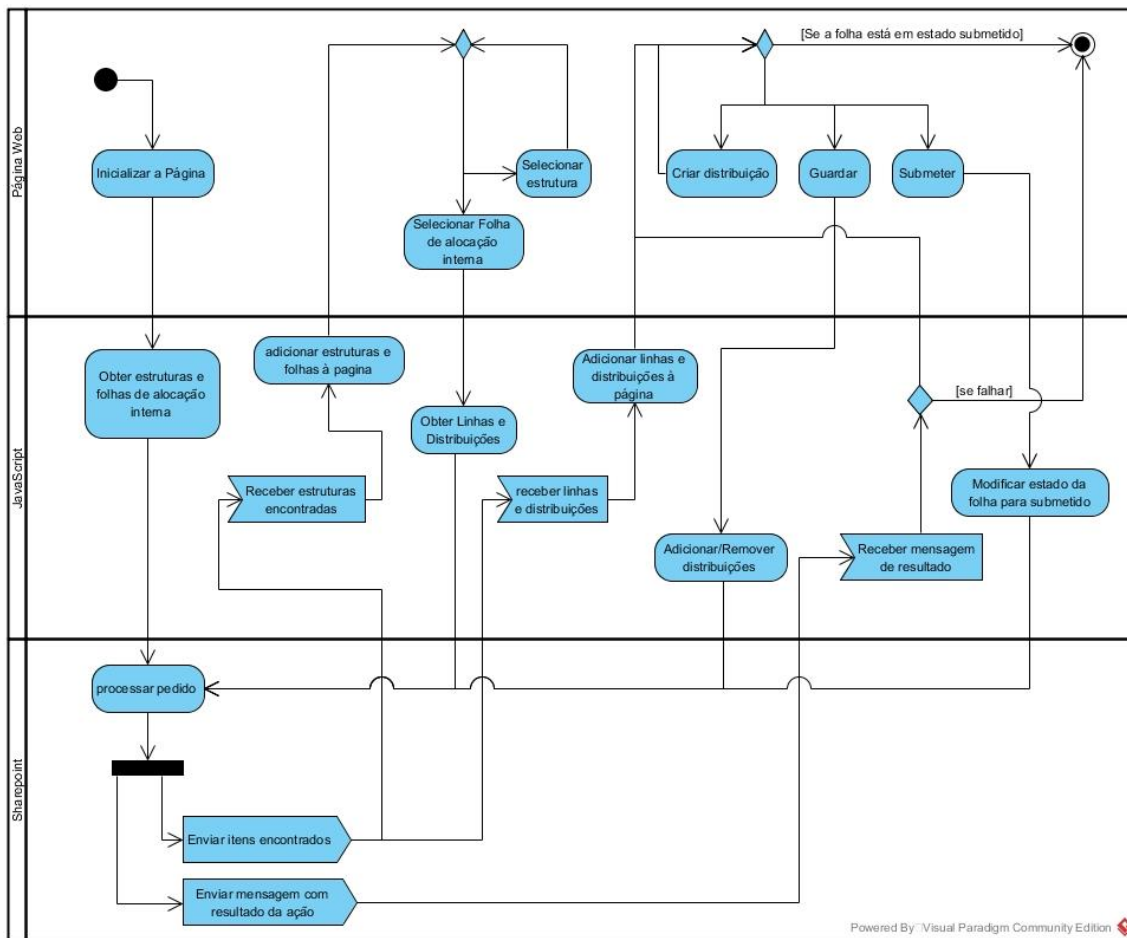 Página Web
[Se a folha está em estado submetido]
Inicializar a Página
Selecionar
estrutura
Criar distribuição
Guardar
Submeter
Selecionar Folha
de alocação
interna
JavaScript
Obter estruturas e
folhas de alocação
interna
adicionar estruturas e
folhas à pagina
Adicionar linhas e
distribuições à
página
[se falhar]
Obter Linhas e
Distribuições
Receber estruturas
encontradas
receber linhas
e distribuições
Modificar estado da
folha para submetido
Adicionar/Remover
distribuições
Receber mensagem
de resultado
Sharepoint
processar pedido
Enviar itens encontrados
Enviar mensagem com
resultado da ação
Powered By Visual Paradigm Community Edition